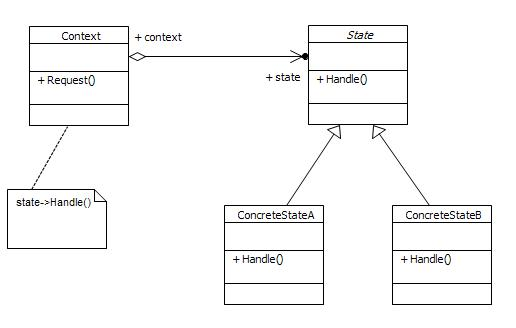 Context
+ context
State
+ Request()
+ state
+ Handle()
state->Handle()
ConcreteStateA
ConcreteStateB
+ Handle()
+ Handle()